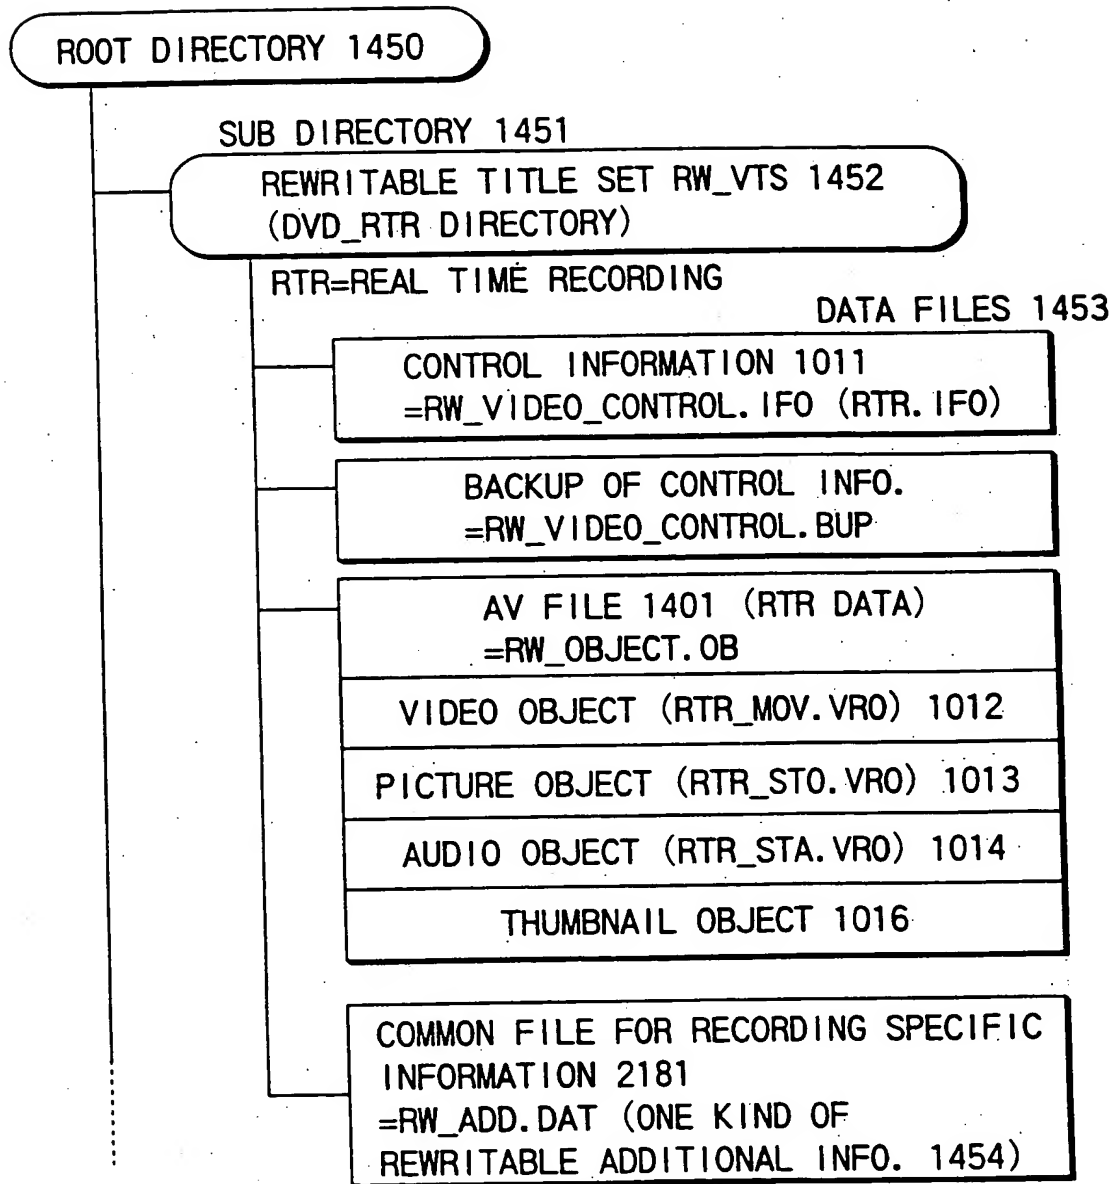 ROOT DIRECTORY 1450
SUB DIRECTORY 1451
REWRITABLE TITLE SET RW_VTS 1452
(DVD_RTR DIRECTORY)
RTR=REAL TIME RECORDING
DATA FILES 1453
CONTROL INFORMATION 1011
=RW_VIDEO_CONTROL.IFO (RTR.IFO)
BACKUP OF CONTROL INFO.
=RW_VIDEO_CONTROL.BUP
AV FILE 1401 (RTR DATA)
=RW_OBJECT.OB
VIDEO OBJECT (RTR_MOV.VRO) 1012
PICTURE OBJECT (RTR_STO.VRO) 1013
AUDIO OBJECT (RTR_STA.VRO) 1014
THUMBNAIL OBJECT 1016
COMMON FILE FOR RECORDING SPECIFIC
INFORMATION 2181
=RW_ADD.DAT (ONE KIND OF
REWRITABLE ADDITIONAL INFO. 1454)